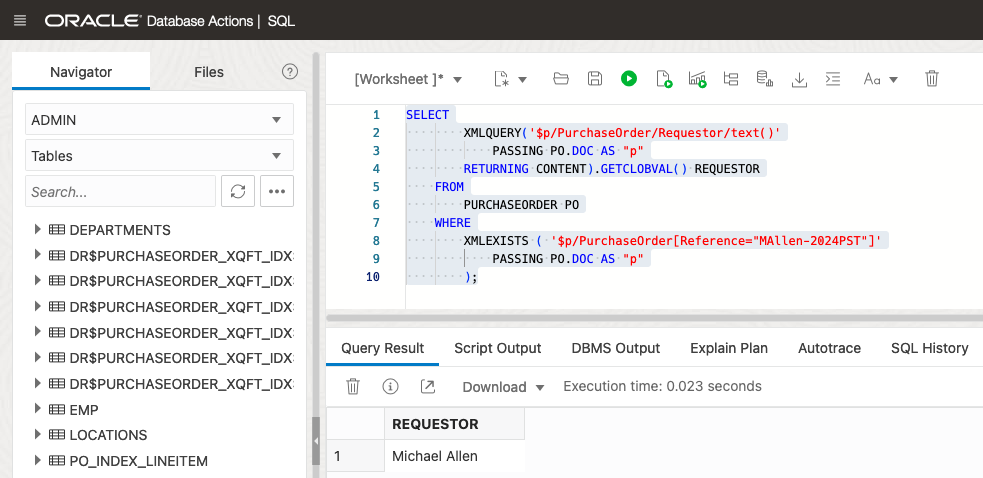 ORACLE Database Actions | SQL
Navigator
Files
ADMIN
Tables
Search...
DEPARTMENTS
DR$PURCHASEORDER_XQFT_IDX
DR$PURCHASEORDER_XQFT_IDX
DR$PURCHASEORDER_XQFT_IDX
DR$PURCHASEORDER_XQFT_IDX
DR$PURCHASEORDER_XQFT_IDX
DR$PURCHASEORDER_XQFT_IDX
EMP
LOCATIONS
PO_INDEX_LINEITEM
[Worksheet ]*
Aa
1 SELECT
2 XMLQUERY('$p/PurchaseOrder/Requestor/text()'
3 PASSING PO.DOC AS "p"
4 RETURNING CONTENT).GETCLOBVAL() REQUESTOR
5 FROM
6 PURCHASEORDER PO
7 WHERE
8 XMLEXISTS ( '$p/PurchaseOrder[Reference="MAllen-2024PST"]'
9 PASSING PO.DOC AS "p"
10 );
Query Result Script Output DBMS Output Explain Plan Autotrace SQL History
Download Execution time: 0.023 seconds
REQUESTOR
1 Michael Allen